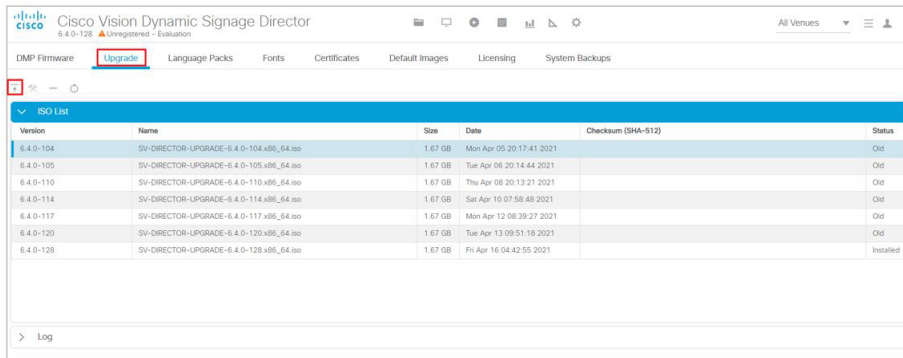 CISCO
Cisco Vision Dynamic Signage Director
6.4.0-128 Unregistered - Evaluation
All Venues
DMP Firmware Upgrade Language Packs Fonts Certificates Default Images Licensing System Backups
ISO List
Version Name Size Date Checksum (SHA-512) Status
6.4.0-104 SV-DIRECTOR-UPGRADE-6.4.0-104.x86_64.iso 1.67 GB Mon Apr 05 20:17:41 2021 Old
6.4.0-105 SV-DIRECTOR-UPGRADE-6.4.0-105.x86_64.iso 1.67 GB Tue Apr 06 20:14:44 2021 Old
6.4.0-110 SV-DIRECTOR-UPGRADE-6.4.0-110.x86_64.iso 1.67 GB Thu Apr 08 20:13:21 2021 Old
6.4.0-114 SV-DIRECTOR-UPGRADE-6.4.0-114.x86_64.iso 1.67 GB Sat Apr 10 07:58:48 2021 Old
6.4.0-117 SV-DIRECTOR-UPGRADE-6.4.0-117.x86_64.iso 1.67 GB Mon Apr 12 08:39:27 2021 Old
6.4.0-120 SV-DIRECTOR-UPGRADE-6.4.0-120.x86_64.iso 1.67 GB Tue Apr 13 09:51:18 2021 Old
6.4.0-128 SV-DIRECTOR-UPGRADE-6.4.0-128.x86_64.iso 1.67 GB Fri Apr 16 04:42:55 2021 Installed
Log